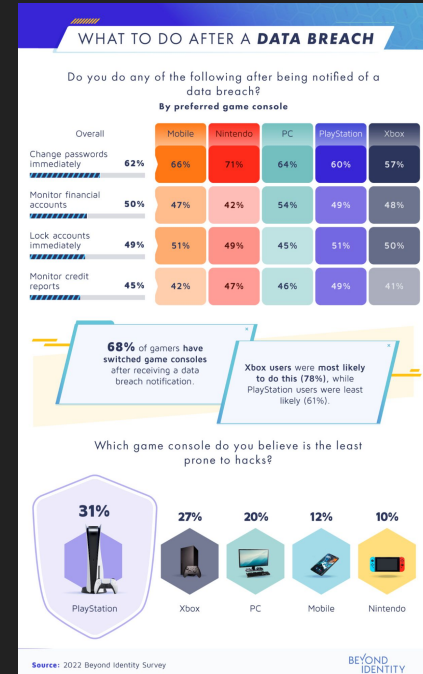 WHAT TO DO AFTER A DATA BREACH
Do you do any of the following after being notified of a
data breach?
By preferred game console
Overall Mobile Nintendo PC PlayStation Xbox
Change passwords
immediately 62% 66% 71% 64% 60% 57%
Monitor financial
accounts 50% 47% 42% 54% 49% 48%
Lock accounts
immediately 49% 51% 49% 45% 51% 50%
Monitor credit
reports 45% 42% 47% 46% 49% 41%
68% of gamers have
switched game consoles
after receiving a data
breach notification.
Xbox users were most likely
to do this (78%), while
PlayStation users were least
likely (61%).
Which game console do you believe is the least
prone to hacks?
31% 27% 20% 12% 10%
PlayStation Xbox PC Mobile Nintendo
Source: 2022 Beyond Identity Survey
BEYOND
IDENTITY